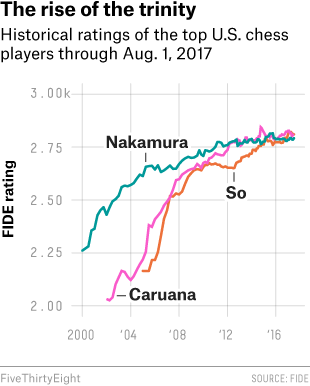 The rise of the trinity
Historical ratings of the top U.S. chess
players through Aug. 1, 2017
3.00k
Nakamura
2.75
FIDE rating
2.50
So
2.25
Caruana
2.00
2000 '04 '08 '12 '16
FiveThirtyEight SOURCE: FIDE